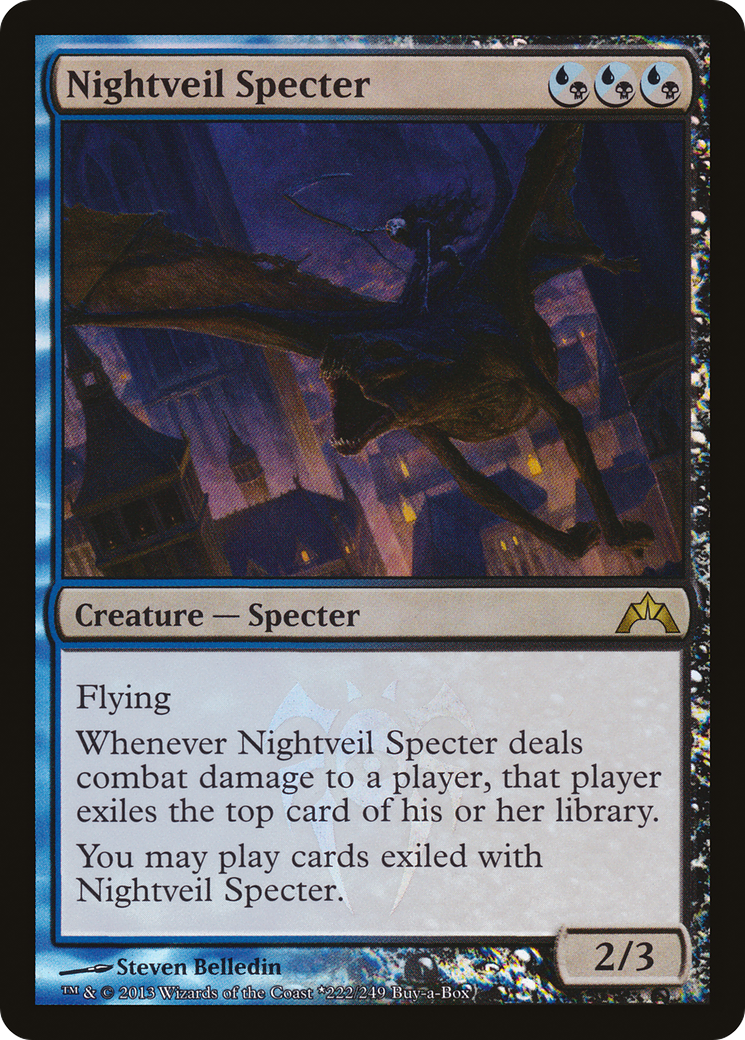 Nightveil Specter
Creature — Specter
Flying
Whenever Nightveil Specter deals
combat damage to a player, that player
exiles the top card of his or her library.
You may play cards exiled with
Nightveil Specter.
2/3
Steven Belledin
™ & © 2013 Wizards of the Coast *222/249 Buy-a-Box